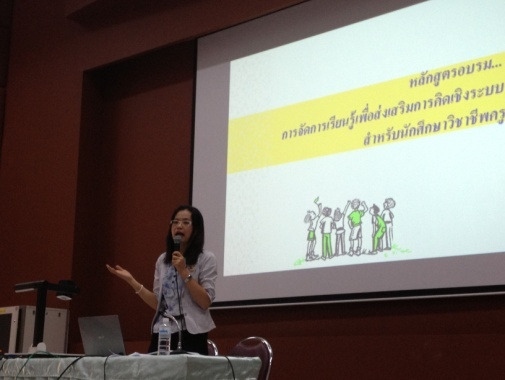 หลักสูตรอบรม...
การจัดการเรียนรู้เพื่อส่งเสริมการคิดเชิงระบบ
สำหรับนักศึกษาวิชาชีพครู